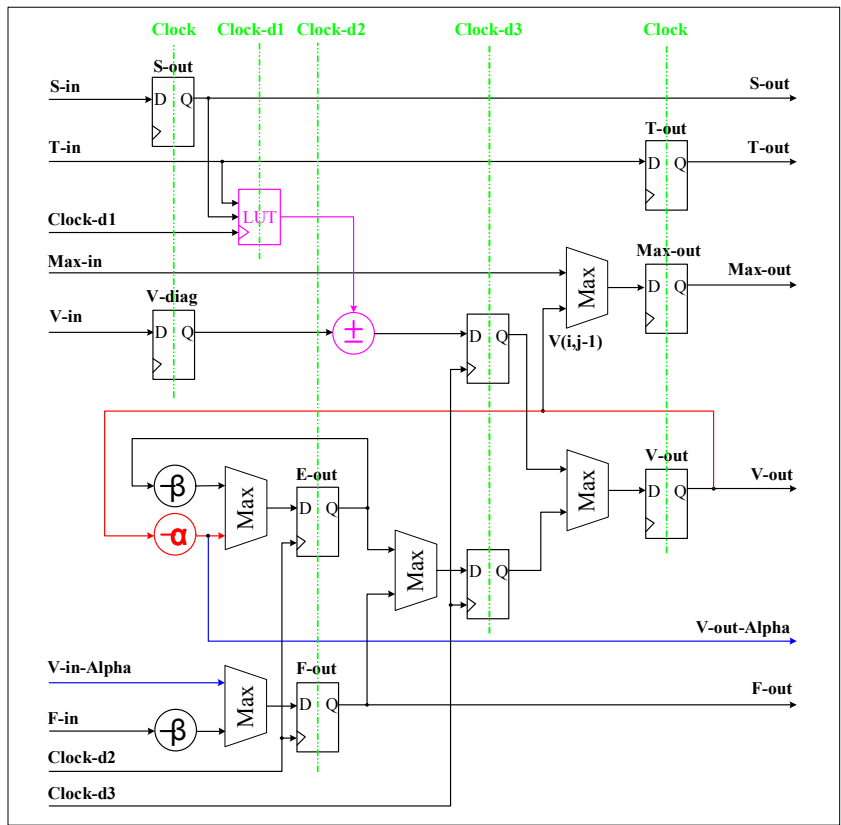 Clock Clock-d1 Clock-d2 Clock-d3 Clock
S-out
S-in D Q S-out
T-out
T-in D Q T-out
LUT
Clock-d1
Max-in Max Max-out D Q Max-out
V-diag
V-in D Q ± D Q V(i,j-1)
E-out V-out
-β Max D Q Max D Q V-out
-α Max D Q
V-out-Alpha
V-in-Alpha F-out
Max D Q F-out
F-in -β
Clock-d2
Clock-d3